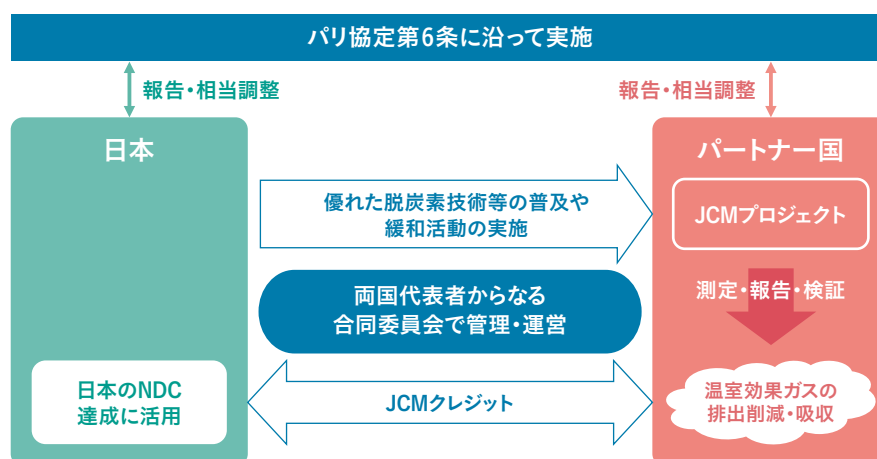 パリ協定第6条に沿って実施
報告・相当調整
報告・相当調整
日本
パートナー国
優れた脱炭素技術等の普及や
緩和活動の実施
JCMプロジェクト
両国代表者からなる
合同委員会で管理・運営
測定・報告・検証
日本のNDC
達成に活用
JCMクレジット
温室効果ガスの
排出削減・吸収